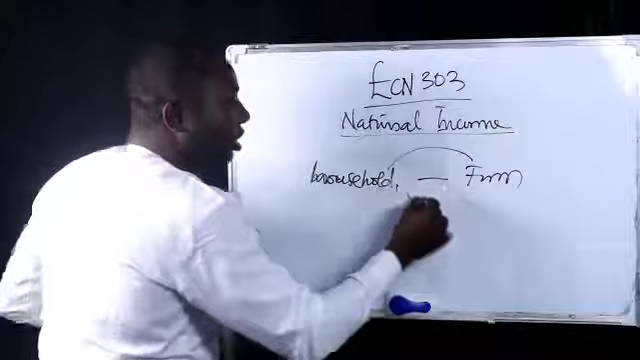 ECN 303
National Income
household, — Firm